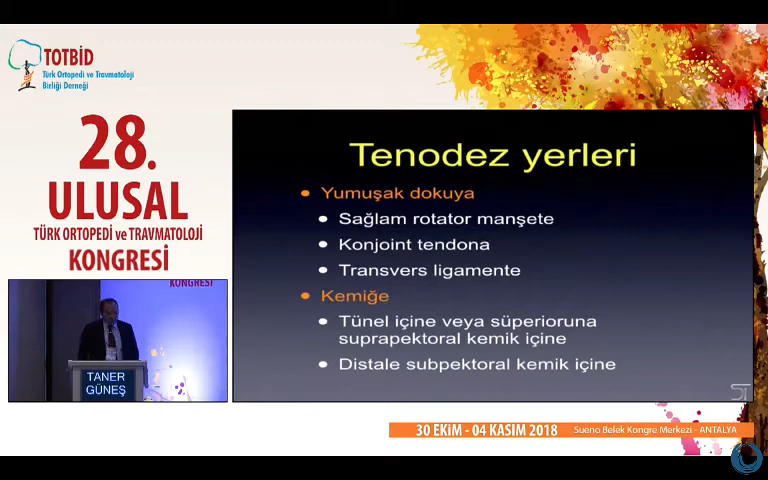 TOTBİD
Türk Ortopedi ve Travmatoloji
Birliği Derneği
28.
ULUSAL
TÜRK ORTOPEDİ ve TRAVMATOLOJİ
KONGRESİ
KONGRESİ
TANER
GÜNEŞ
Tenodez yerleri
Yumuşak dokuya
Sağlam rotator manşete
Konjoint tendona
Transvers ligamente
Kemiğe
Tünel içine veya süperioruna
suprapektoral kemik içine
Distale subpektoral kemik içine
30 EKİM - 04 KASIM 2018 Sueno Belek Kongre Merkezi - ANTALYA